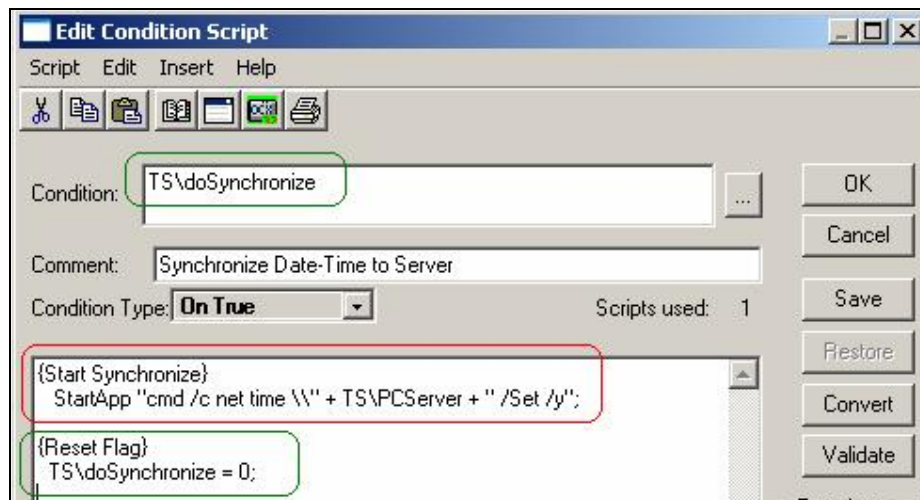 Edit Condition Script
Script Edit Insert Help
Condition: TS\doSynchronize
...
OK
Cancel
Comment: Synchronize Date-Time to Server
Condition Type: On True
Scripts used: 1
Save
Restore
{Start Synchronize}
StartApp "cmd /c net time \\" + TS\PCServer + " /Set /y";
Convert
{Reset Flag}
TS\doSynchronize = 0;
Validate